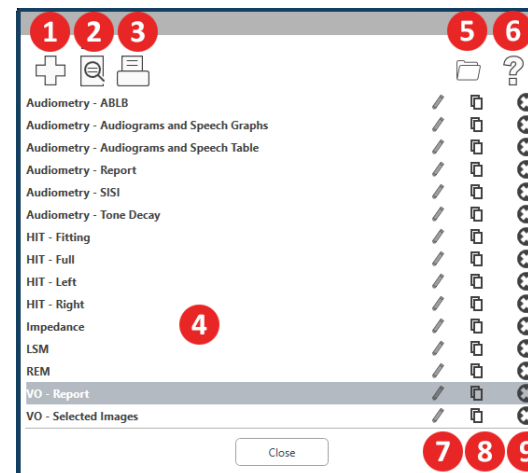 1 2 3 5 6
?
Audiometry - ABLB
Audiometry - Audiograms and Speech Graphs
Audiometry - Audiograms and Speech Table
Audiometry - Report
Audiometry - SISI
Audiometry - Tone Decay
HIT - Fitting
HIT - Full
HIT - Left
HIT - Right
Impedance
4
LSM
REM
VO - Report
VO - Selected Images
Close
7 8 9